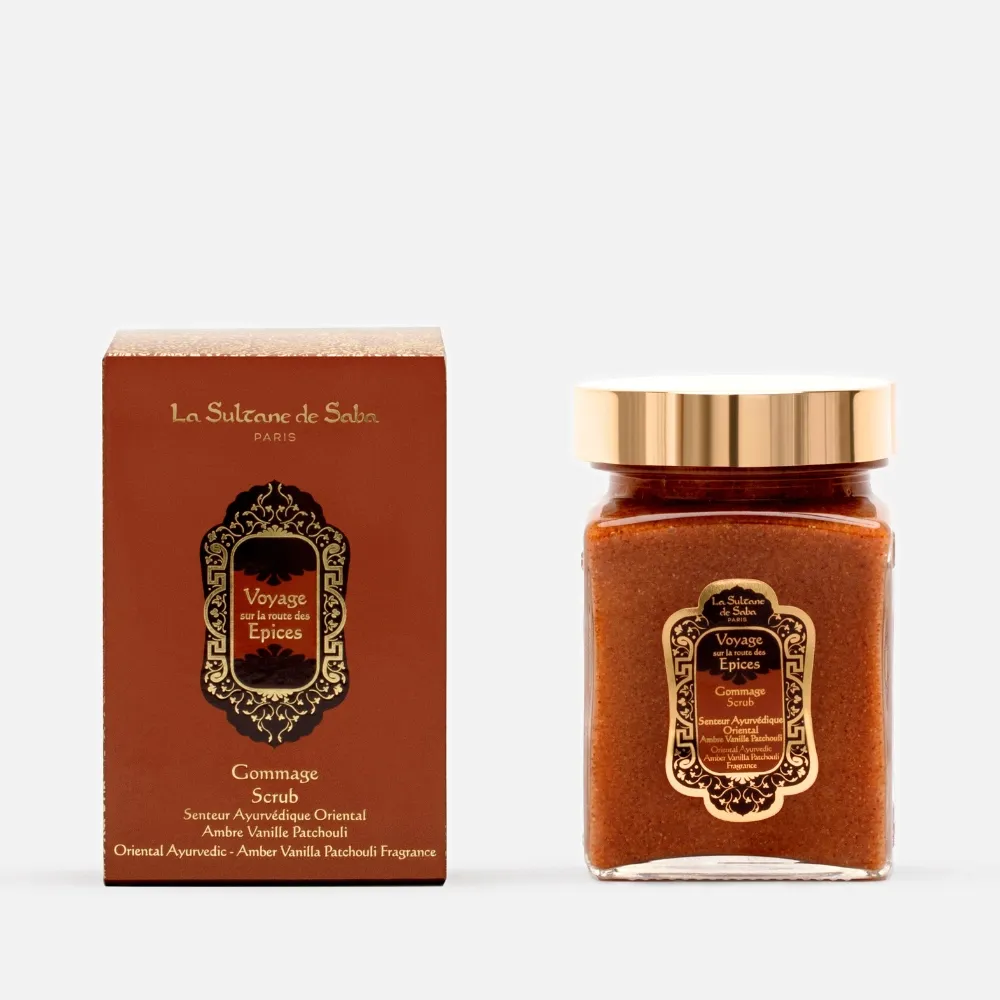 La Sultane de Saba
PARIS
Voyage
sur la route des
Epices
Gommage
Scrub
Senteur Ayurvédique Oriental
Ambre Vanille Patchouli
Oriental Ayurvedic - Amber Vanilla Patchouli Fragrance
La Sultane
de Saba
PARIS
Voyage
sur la route des
Epices
Gommage
Scrub
Senteur Ayurvédique
Oriental
Ambre Vanille Patchouli
Oriental Ayurvedic
Amber Vanilla Patchouli
Fragrance